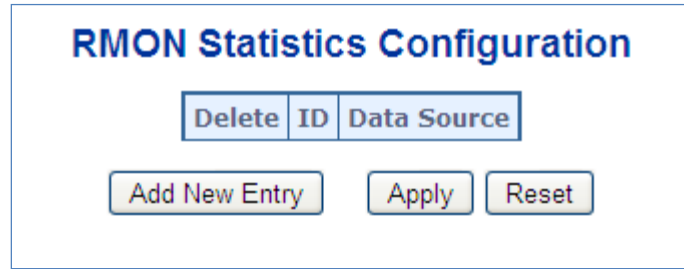 RMON Statistics Configuration
Delete ID Data Source
Add New Entry Apply Reset